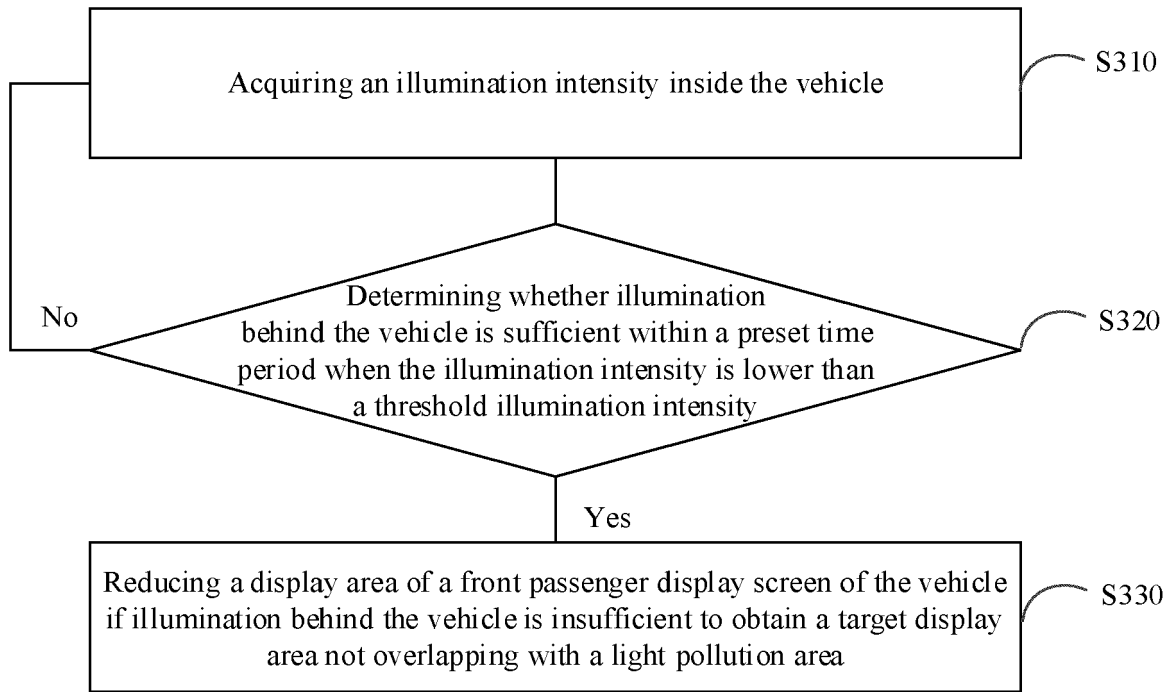 Acquiring an illumination intensity inside the vehicle
S310
Determining whether illumination
behind the vehicle is sufficient within a preset time
period when the illumination intensity is lower than
a threshold illumination intensity
No
S320
Yes
Reducing a display area of a front passenger display screen of the vehicle
if illumination behind the vehicle is insufficient to obtain a target display
area not overlapping with a light pollution area
S330